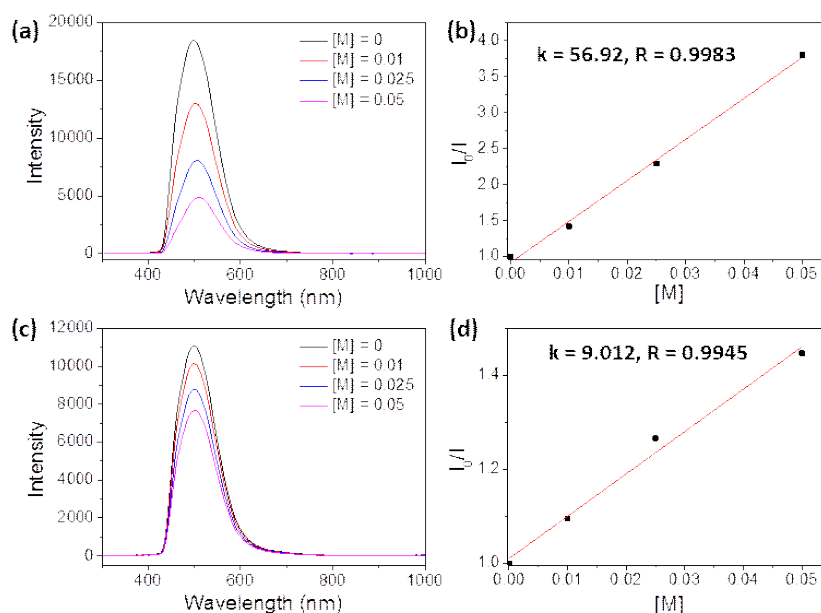 (a)
20000
15000
10000
5000
0
Intensity
[M] = 0
[M] = 0.01
[M] = 0.025
[M] = 0.05
400
600
800
1000
Wavelength (nm)
(b)
4.0
3.5
3.0
2.5
2.0
1.5
1.0
I₀/I
k = 56.92, R = 0.9983
0.00
0.01
0.02
0.03
0.04
0.05
[M]
(c)
12000
10000
8000
6000
4000
2000
0
Intensity
[M] = 0
[M] = 0.01
[M] = 0.025
[M] = 0.05
400
600
800
1000
Wavelength (nm)
(d)
1.4
1.2
1.0
I₀/I
k = 9.012, R = 0.9945
0.00
0.01
0.02
0.03
0.04
0.05
[M]